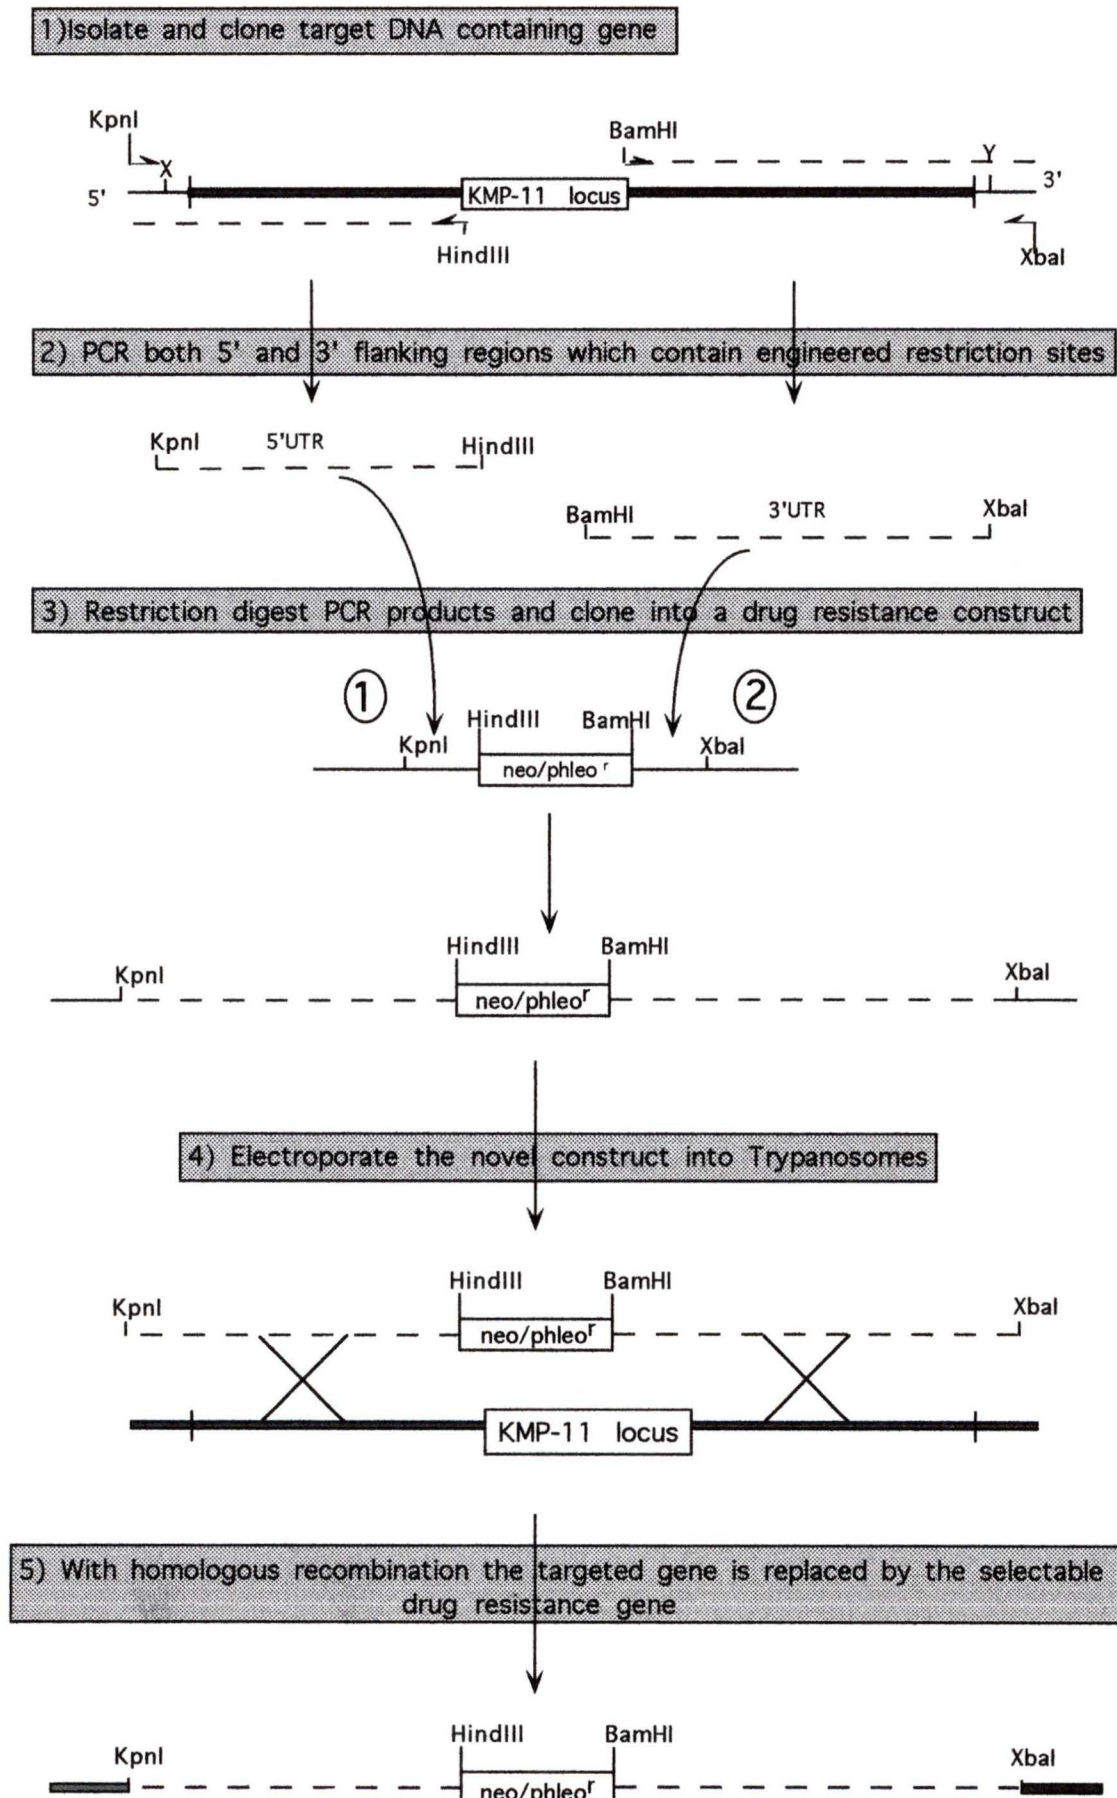 1)Isolate and clone target DNA containing gene
KpnI
BamHI
X
Y
5'
KMP-11 locus
3'
HindIII
XbaI
2) PCR both 5' and 3' flanking regions which contain engineered restriction sites
KpnI 5'UTR HindIII
BamHI 3'UTR XbaI
3) Restriction digest PCR products and clone into a drug resistance construct
1 2
HindIII BamHI
KpnI XbaI
neo/phleo r
HindIII BamHI
KpnI XbaI
neo/phleor
4) Electroporate the novel construct into Trypanosomes
HindIII BamHI
KpnI XbaI
neo/phleor
KMP-11 locus
5) With homologous recombination the targeted gene is replaced by the selectable
drug resistance gene
HindIII BamHI
KpnI XbaI
neo/phleor